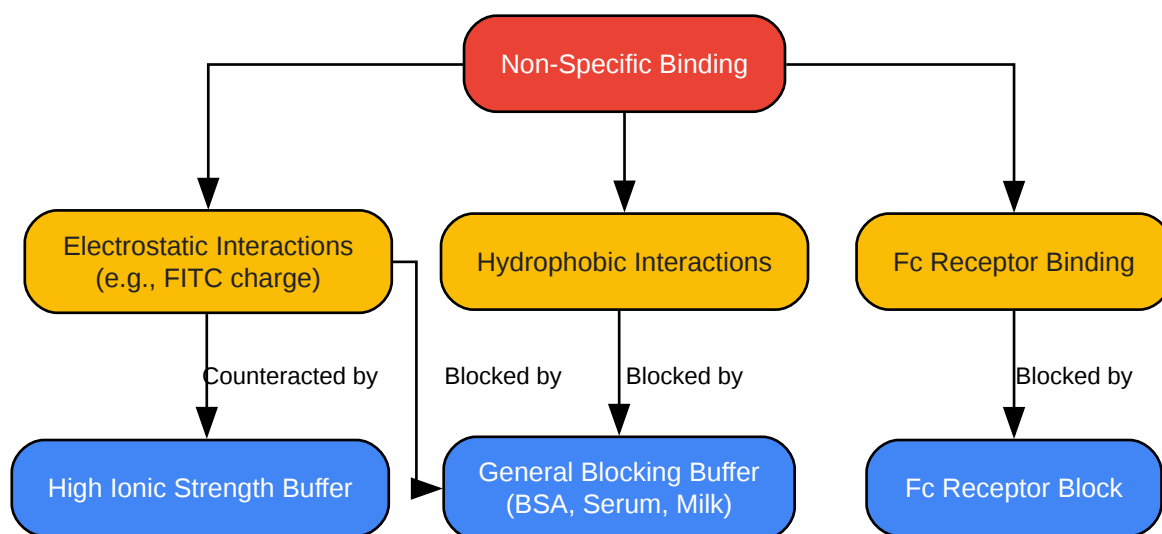 Non-Specific Binding
Electrostatic Interactions
(e.g., FITC charge)
Hydrophobic Interactions
Fc Receptor Binding
Counteracted by
Blocked by
Blocked by
Blocked by
High Ionic Strength Buffer
General Blocking Buffer
(BSA, Serum, Milk)
Fc Receptor Block